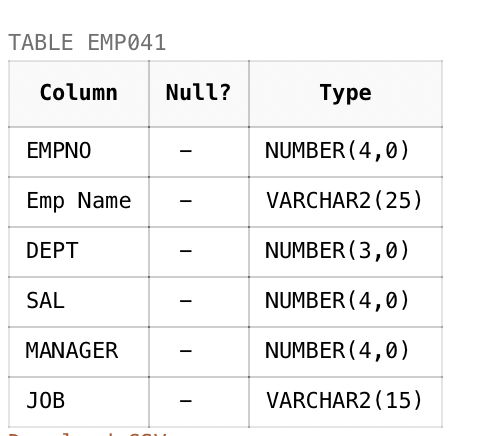 TABLE EMP041
Column Null? Type
EMPNO – NUMBER(4,0)
Emp Name – VARCHAR2(25)
DEPT – NUMBER(3,0)
SAL – NUMBER(4,0)
MANAGER – NUMBER(4,0)
JOB – VARCHAR2(15)